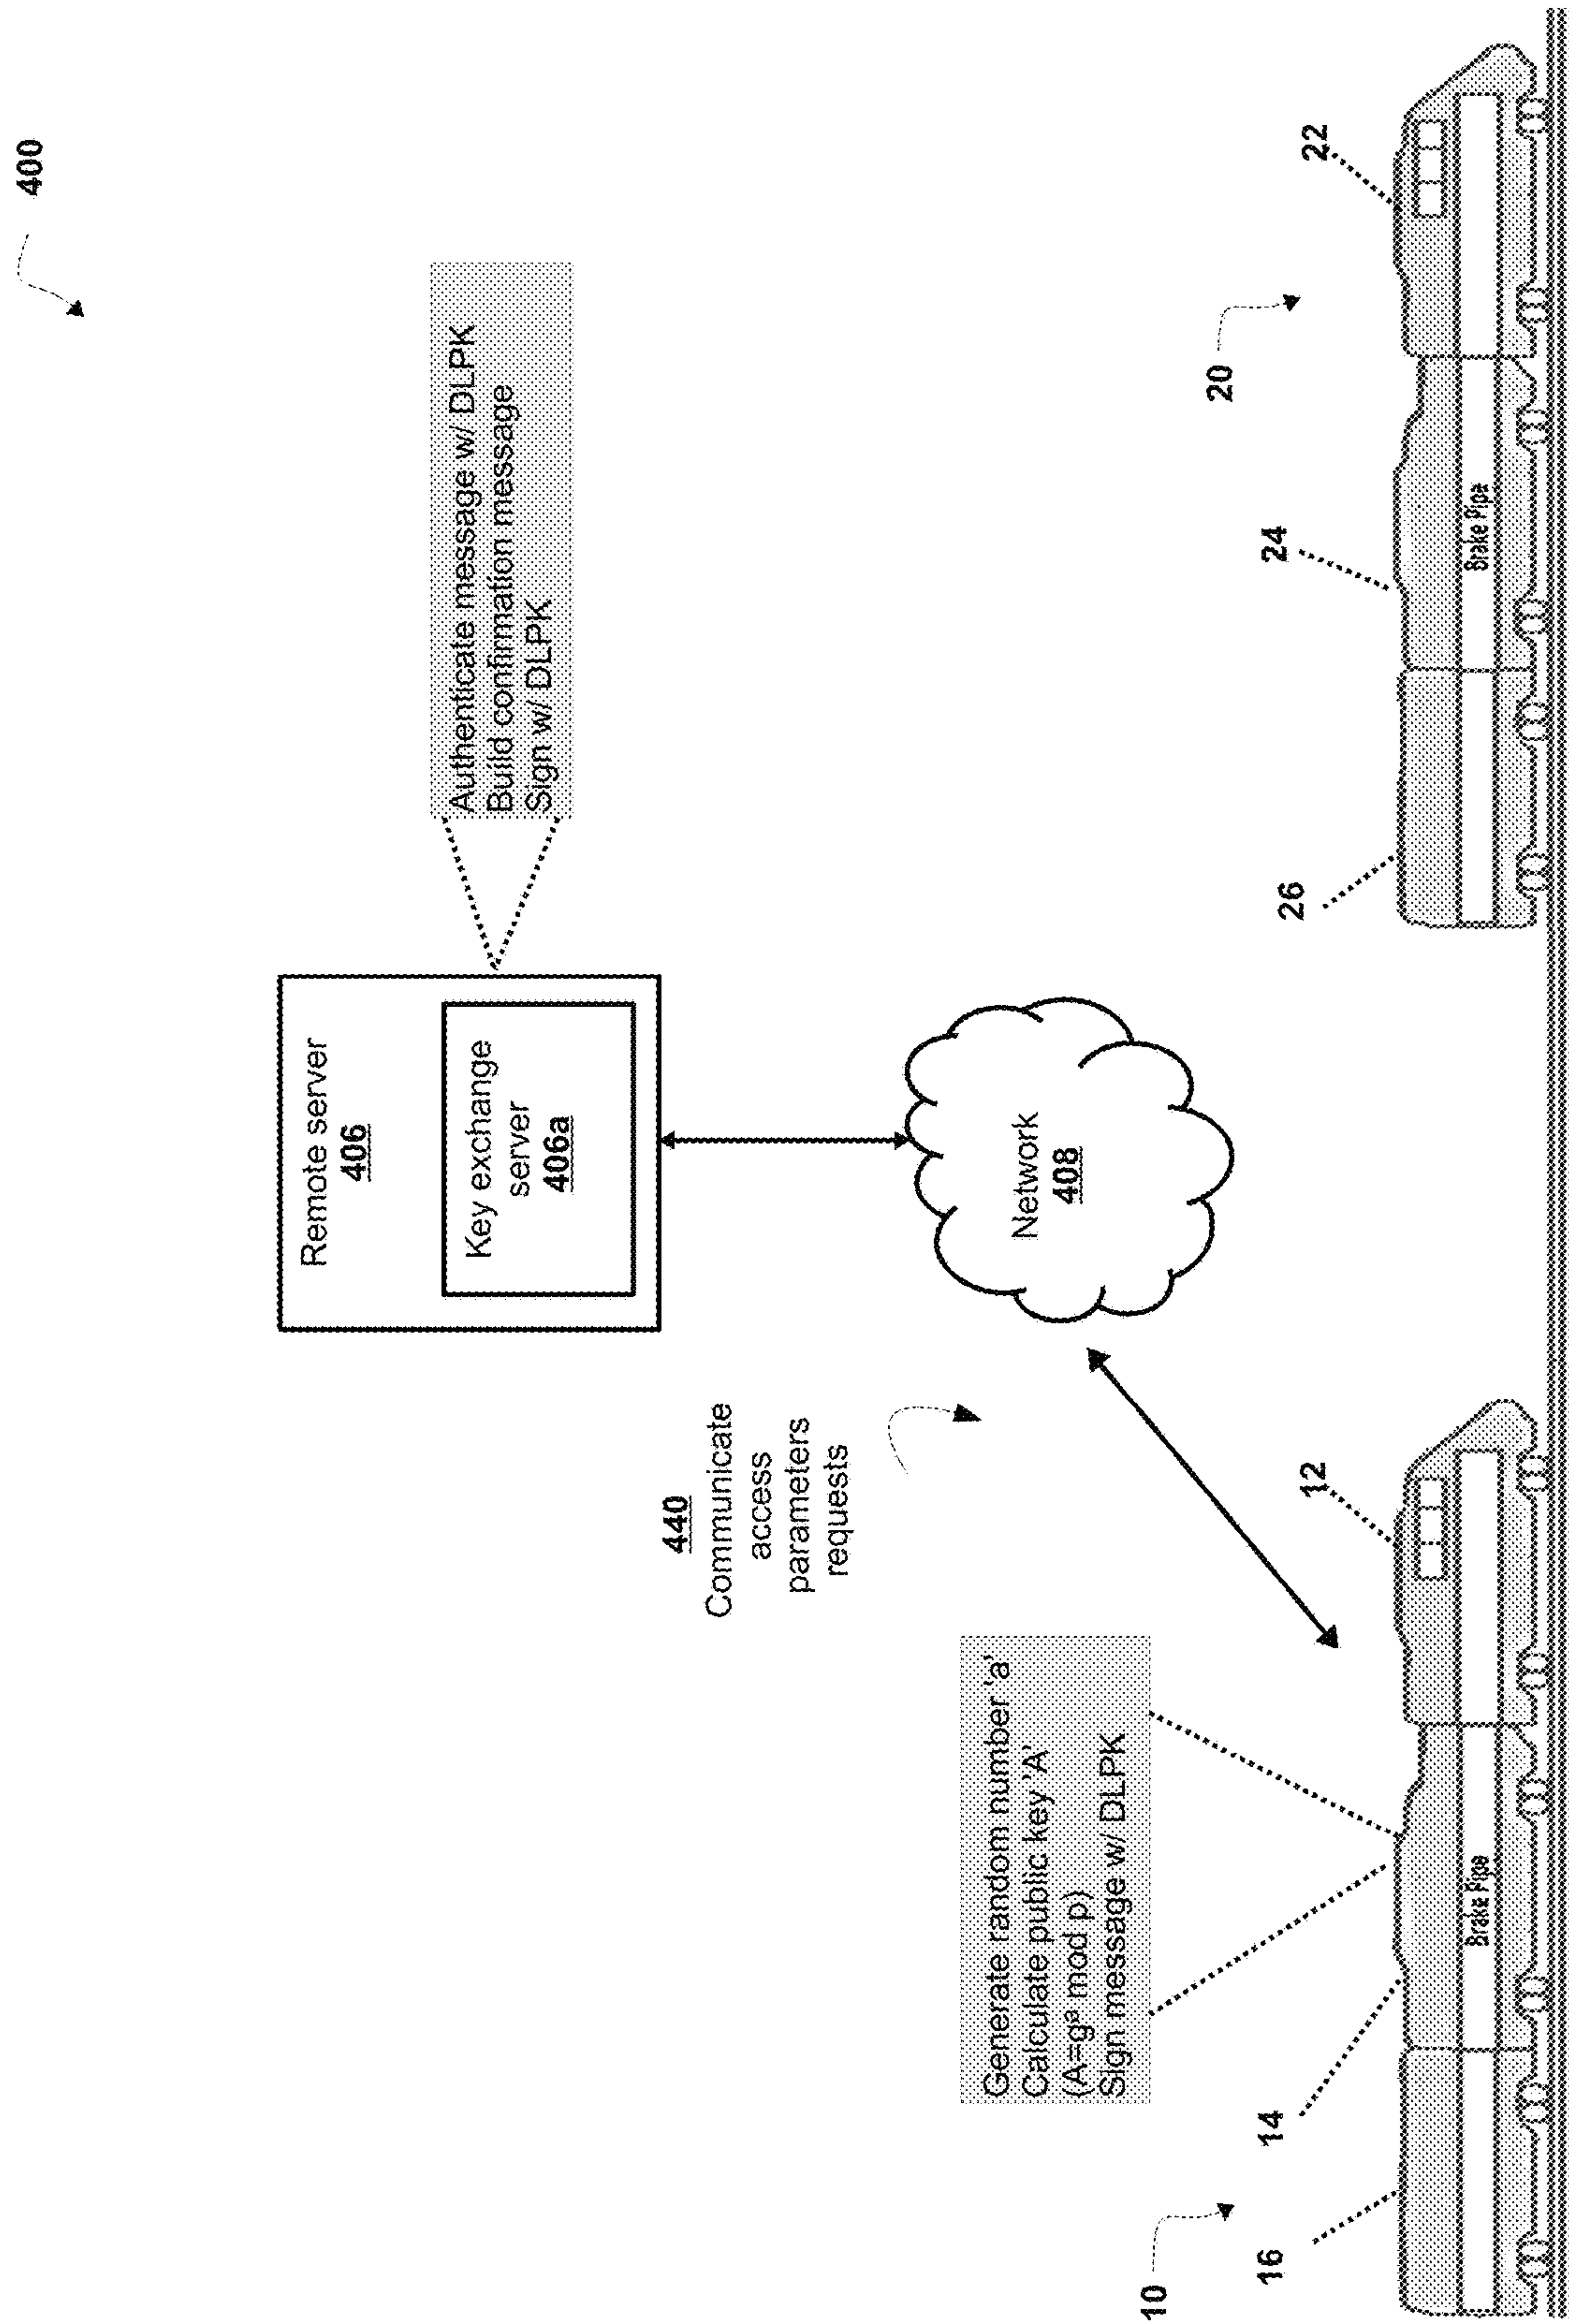 400
Remote server
406
Key exchange
server
406a
Authenticate message w/ DLPK
Build confirmation message
Sign w/ DLPK
440
Communicate
access
parameters
requests
Network
408
Generate random number 'a'
Calculate public key 'A'
(A=gᵃ mod p)
Sign message w/ DLPK
10
16
14
12
Brake Pipe
20
26
24
22
Brake Pipe